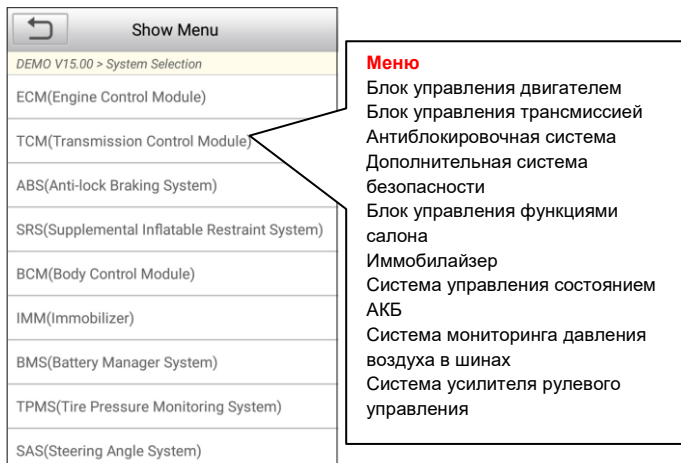 Show Menu
DEMO V15.00 > System Selection
ECM(Engine Control Module)
TCM(Transmission Control Module)
ABS(Anti-lock Braking System)
SRS(Supplemental Inflatable Restraint System)
BCM(Body Control Module)
IMM(Immobilizer)
BMS(Battery Manager System)
TPMS(Tire Pressure Monitoring System)
SAS(Steering Angle System)
Меню
Блок управления двигателем
Блок управления трансмиссией
Антиблокировочная система
Дополнительная система
безопасности
Блок управления функциями
салона
Иммобилайзер
Система управления состоянием
АКБ
Система мониторинга давления
воздуха в шинах
Система усилителя рулевого
управления